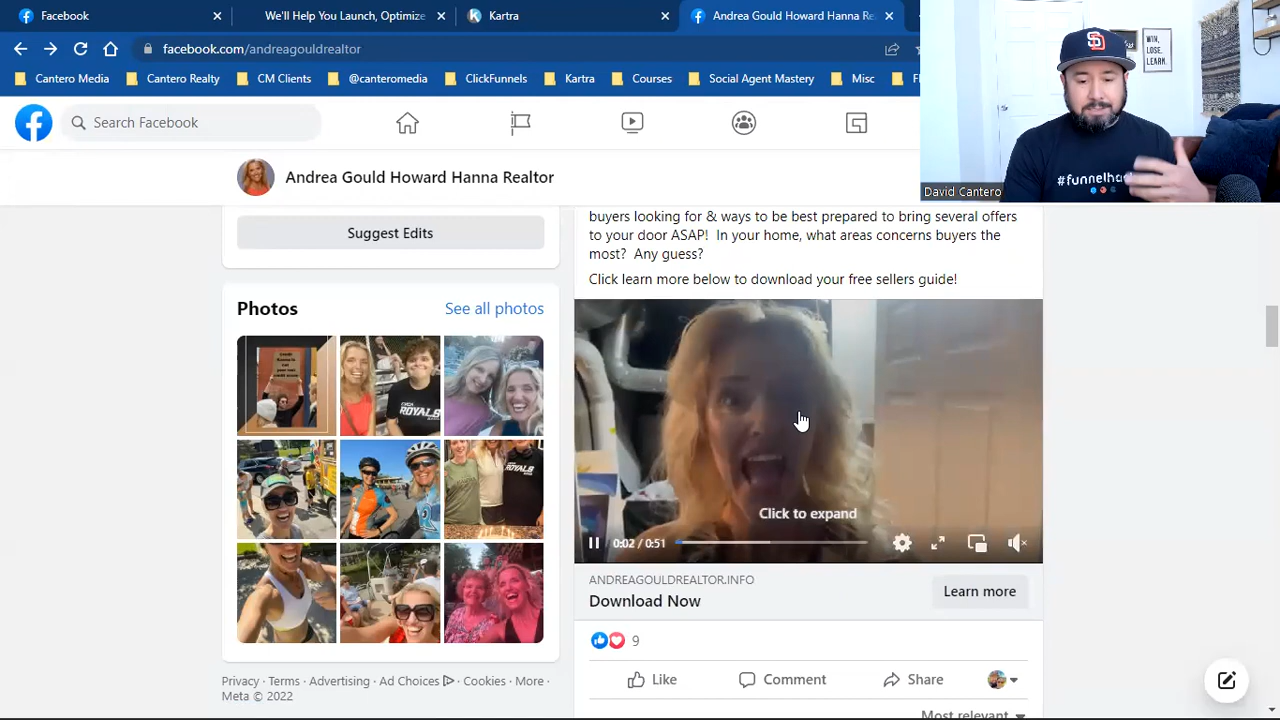 Facebook
We'll Help You Launch, Optimize
Kartra
Andrea Gould Howard Hanna Re
facebook.com/andreagouldrealtor
Cantero Media
Cantero Realty
CM Clients
@canteromedia
ClickFunnels
Kartra
Courses
Social Agent Mastery
Misc
WIN,
LOSE.
LEARN.
SD
#funnelha
David Cantero
Search Facebook
Andrea Gould Howard Hanna Realtor
Suggest Edits
Photos
See all photos
ROYALS
ROYALS
Privacy · Terms · Advertising · Ad Choices · Cookies · More ·
Meta © 2022
buyers looking for & ways to be best prepared to bring several offers
to your door ASAP! In your home, what areas concerns buyers the
most? Any guess?
Click learn more below to download your free sellers guide!
Click to expand
0:02 / 0:51
ANDREAGOULDREALTOR.INFO
Download Now
Learn more
9
Like
Comment
Share
Most relevant